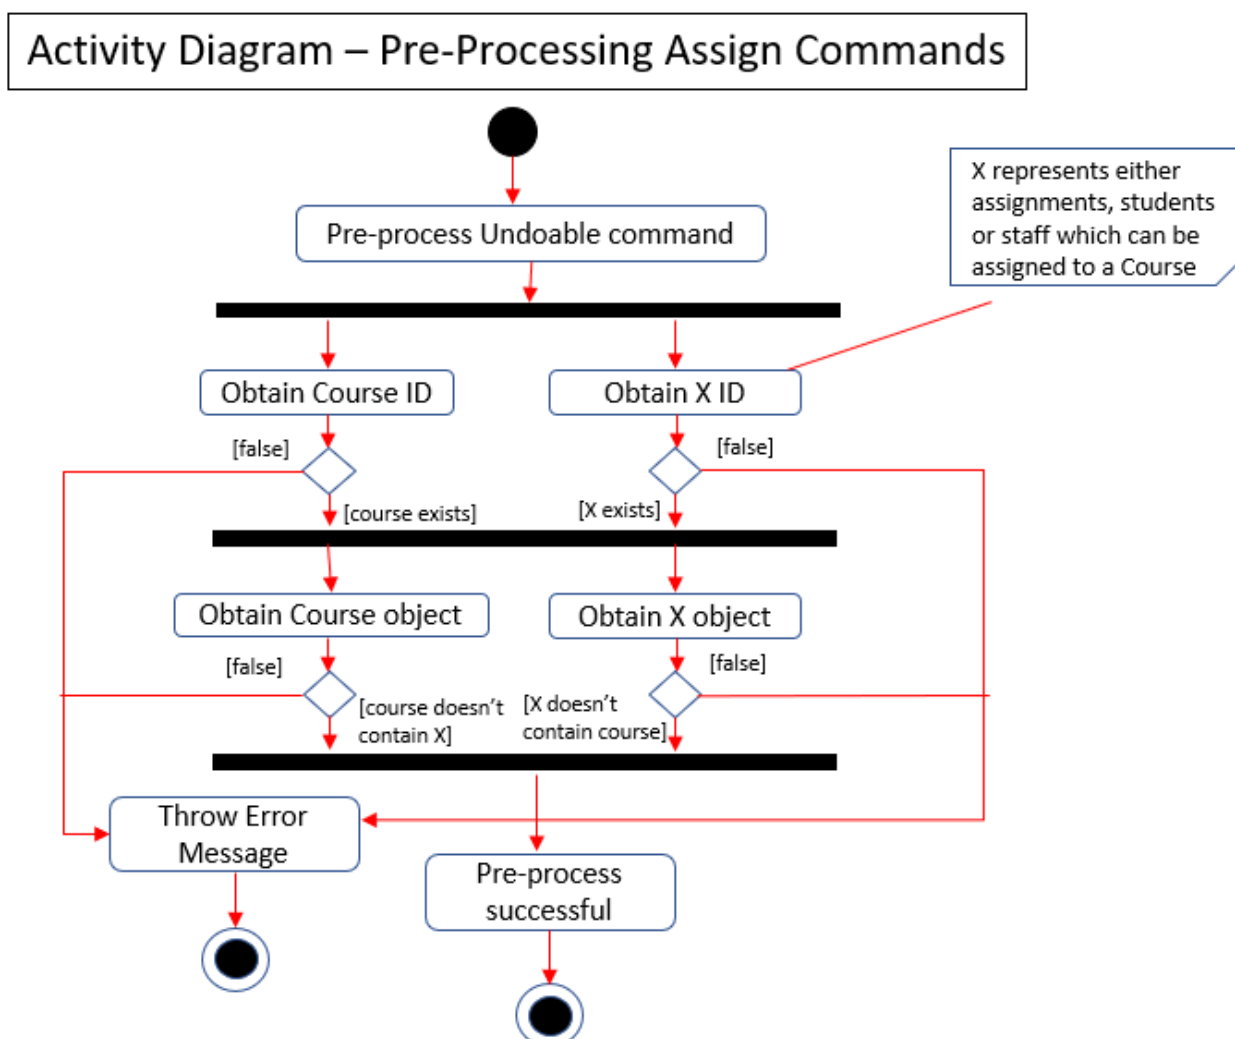 Activity Diagram – Pre-Processing Assign Commands
X represents either
assignments, students
or staff which can be
assigned to a Course
Pre-process Undoable command
Obtain Course ID
Obtain X ID
[false]
[false]
[course exists]
[X exists]
Obtain Course object
Obtain X object
[false]
[false]
[course doesn’t
contain X]
[X doesn’t
contain course]
Throw Error
Message
Pre-process
successful